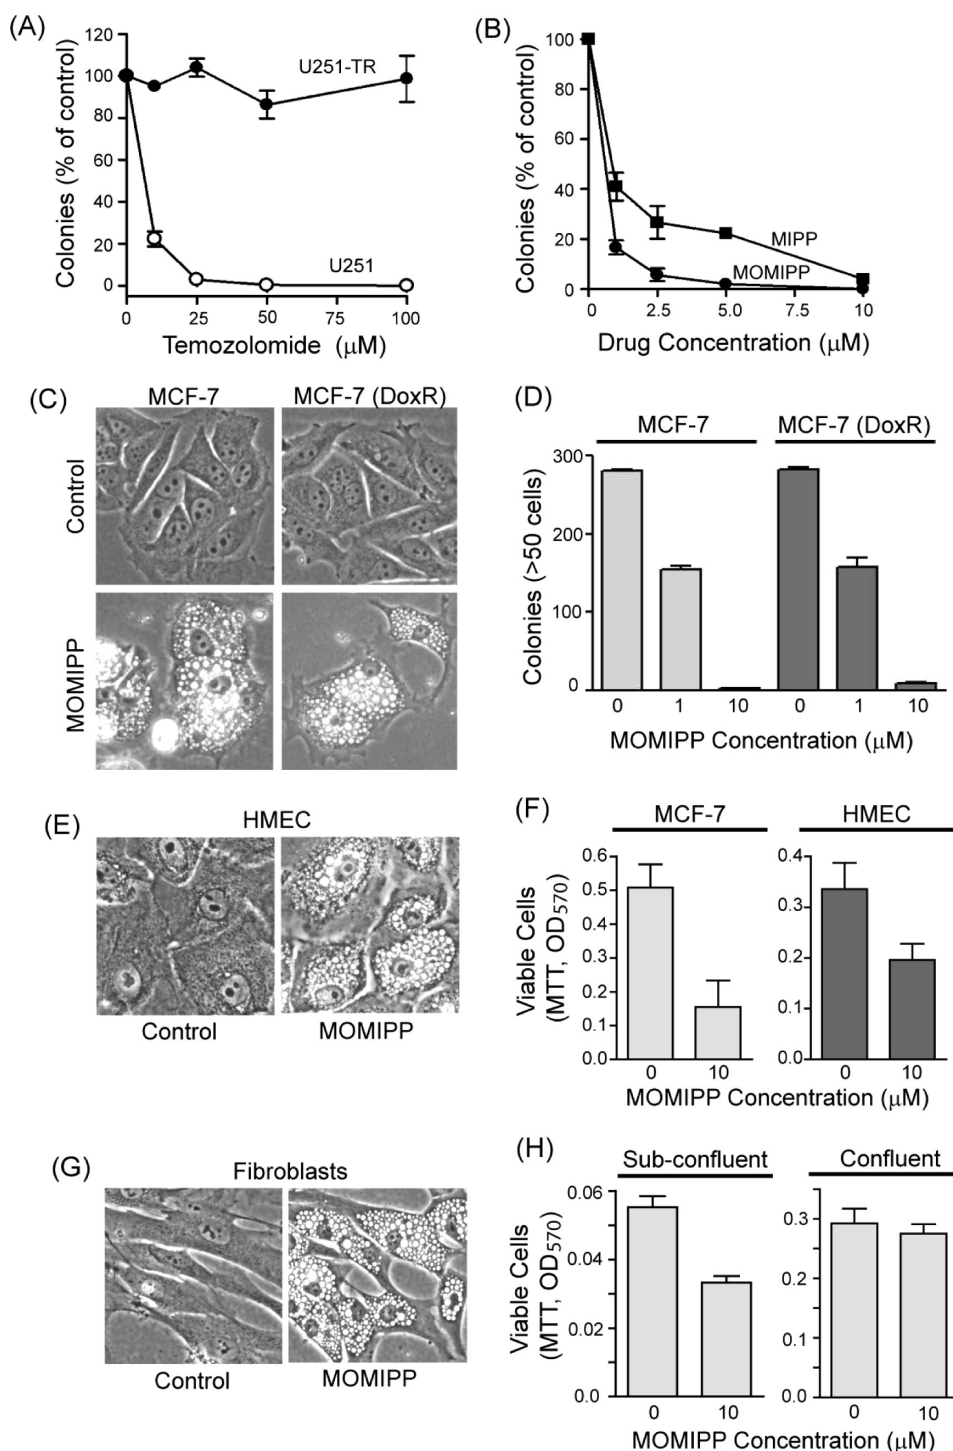 (A)
120
100
80
60
40
20
0
Colonies (% of control)
U251-TR
U251
0 25 50 75 100
Temozolomide (μM)
(B)
100
80
60
40
20
0
Colonies (% of control)
MIPP
MOMIPP
0 2.5 5.0 7.5 10
Drug Concentration (μM)
(C)
MCF-7 MCF-7 (DoxR)
Control
MOMIPP
(D)
MCF-7 MCF-7 (DoxR)
300
200
100
0
Colonies (>50 cells)
0 1 10 0 1 10
MOMIPP Concentration (μM)
(E)
HMEC
Control MOMIPP
(F)
MCF-7 HMEC
0.6
0.5
0.4
0.3
0.2
0.1
0.0
Viable Cells
(MTT, OD570)
0.4
0.3
0.2
0.1
0.0
0 10 0 10
MOMIPP Concentration (μM)
(G)
Fibroblasts
Control MOMIPP
(H)
Sub-confluent Confluent
0.06
0.04
0.02
0.0
Viable Cells
(MTT, OD570)
0.3
0.2
0.1
0.0
0 10 0 10
MOMIPP Concentration (μM)